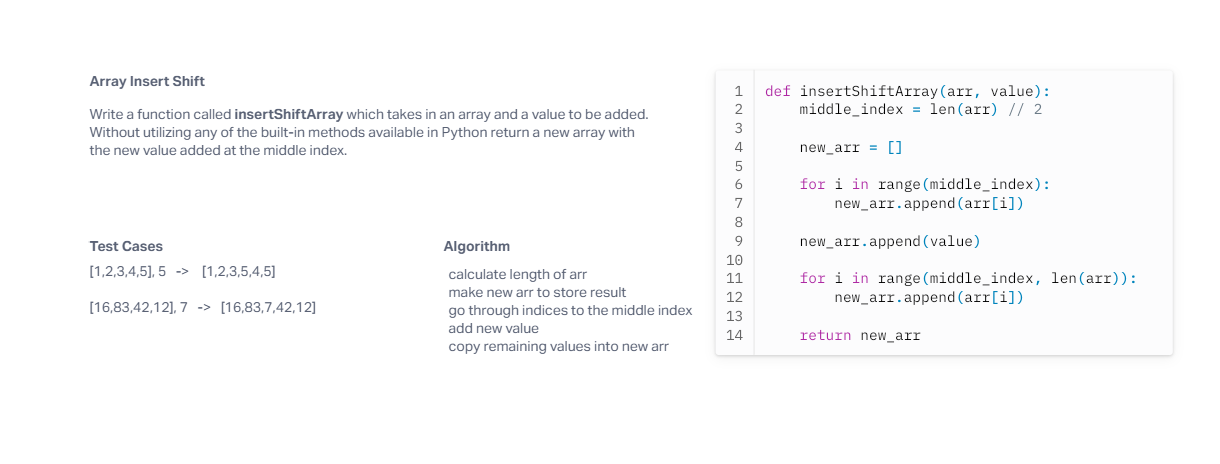 Array Insert Shift
Write a function called insertShiftArray which takes in an array and a value to be added.
Without utilizing any of the built-in methods available in Python return a new array with
the new value added at the middle index.
Test Cases
[1,2,3,4,5], 5 -> [1,2,3,5,4,5]
[16,83,42,12], 7 -> [16,83,7,42,12]
Algorithm
calculate length of arr
make new arr to store result
go through indices to the middle index
add new value
copy remaining values into new arr
1 def insertShiftArray(arr, value):
2     middle_index = len(arr) // 2
3
4     new_arr = []
5
6     for i in range(middle_index):
7         new_arr.append(arr[i])
8
9     new_arr.append(value)
10
11     for i in range(middle_index, len(arr)):
12         new_arr.append(arr[i])
13
14     return new_arr